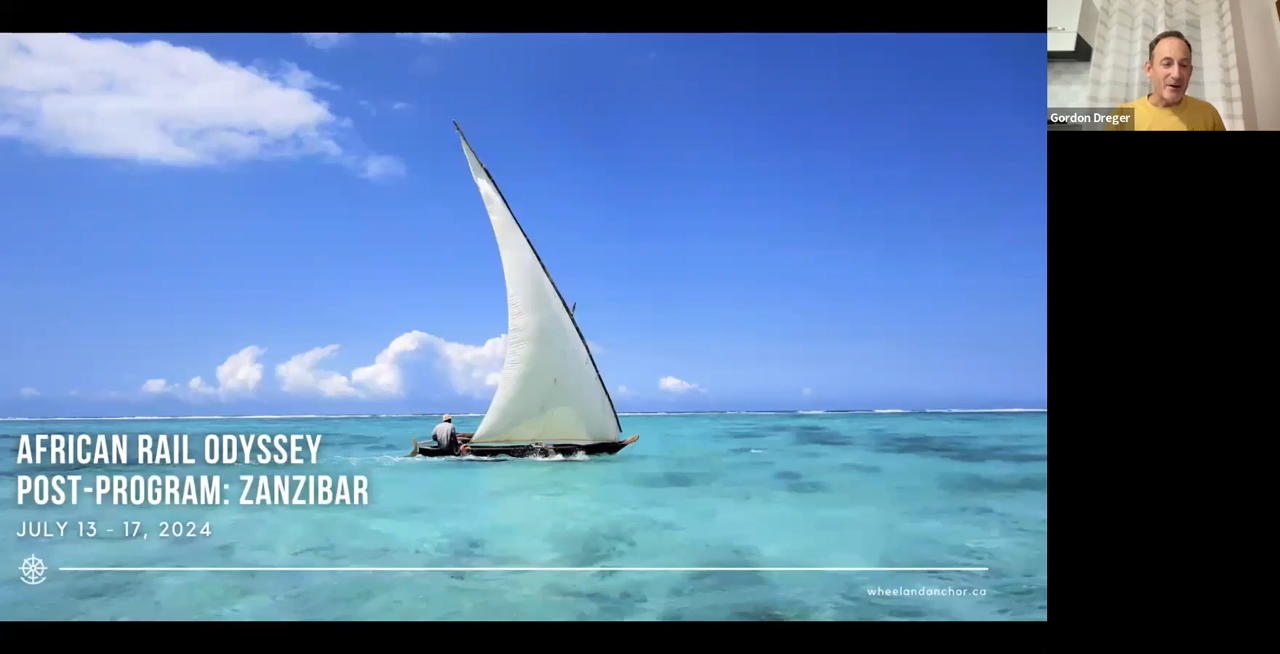 Gordon Dreger
AFRICAN RAIL ODYSSEY
POST-PROGRAM: ZANZIBAR
JULY 13 - 17, 2024
wheelandanchor.ca